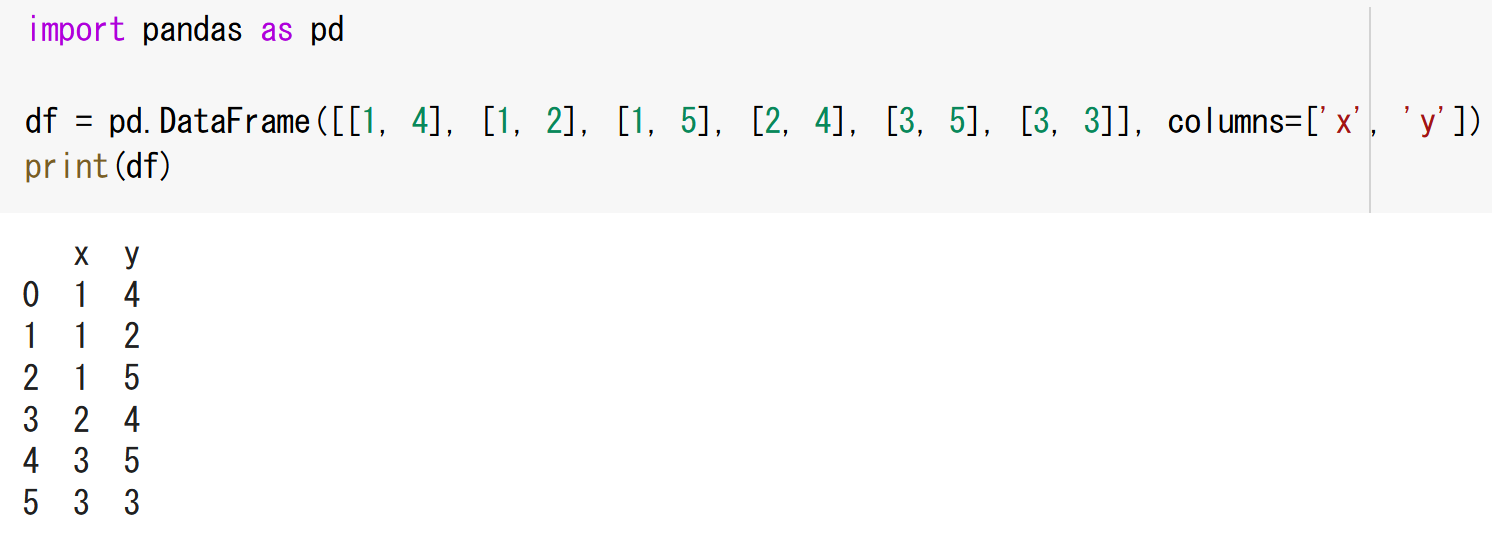 import pandas as pd
df = pd.DataFrame([[1, 4], [1, 2], [1, 5], [2, 4], [3, 5], [3, 3]], columns=['x', 'y'])
print(df)
   x  y
0  1  4
1  1  2
2  1  5
3  2  4
4  3  5
5  3  3